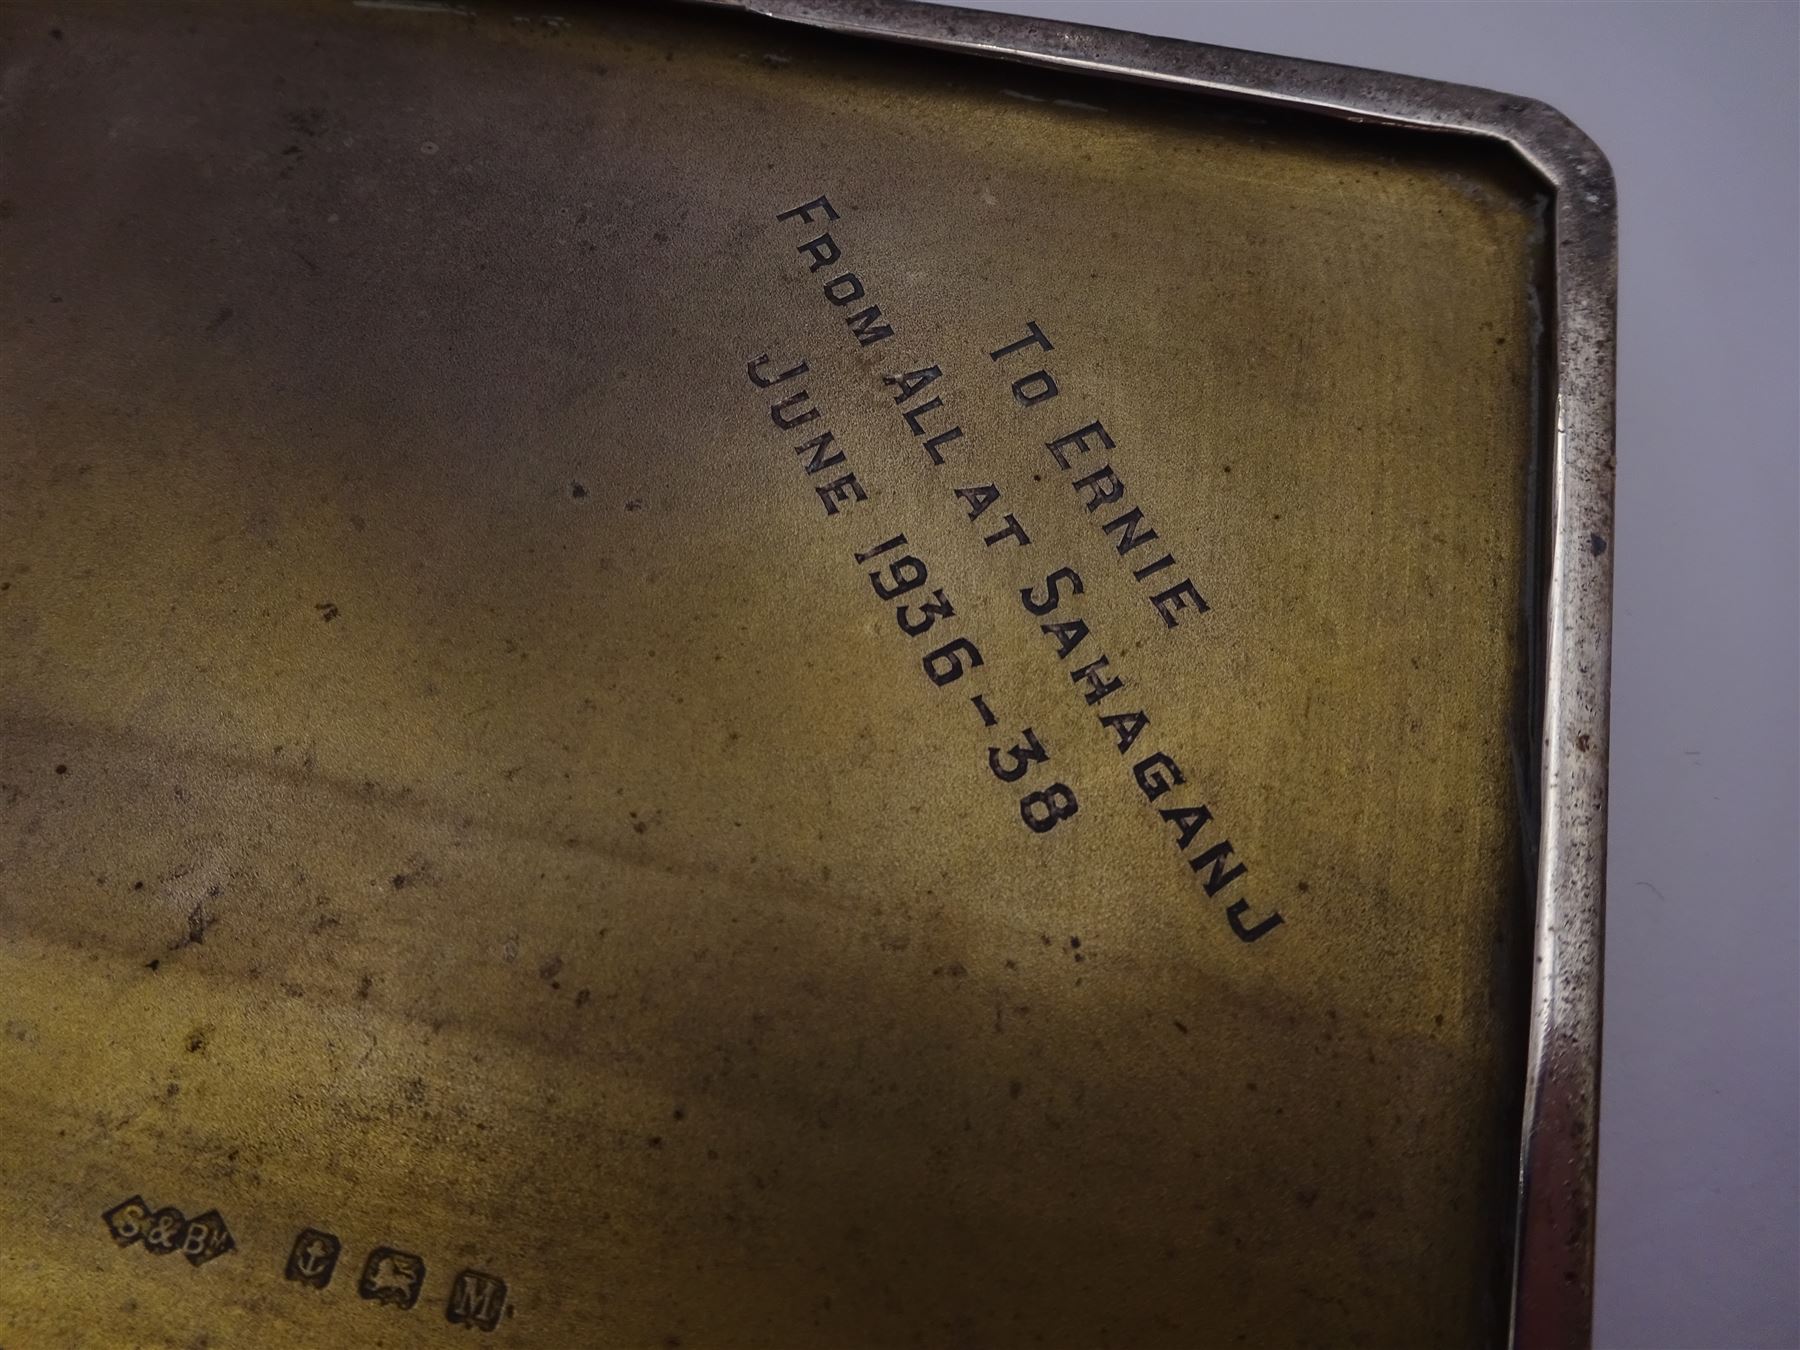 To Ernie
From All at Sahaganj
June 1936-38
S&BM
M